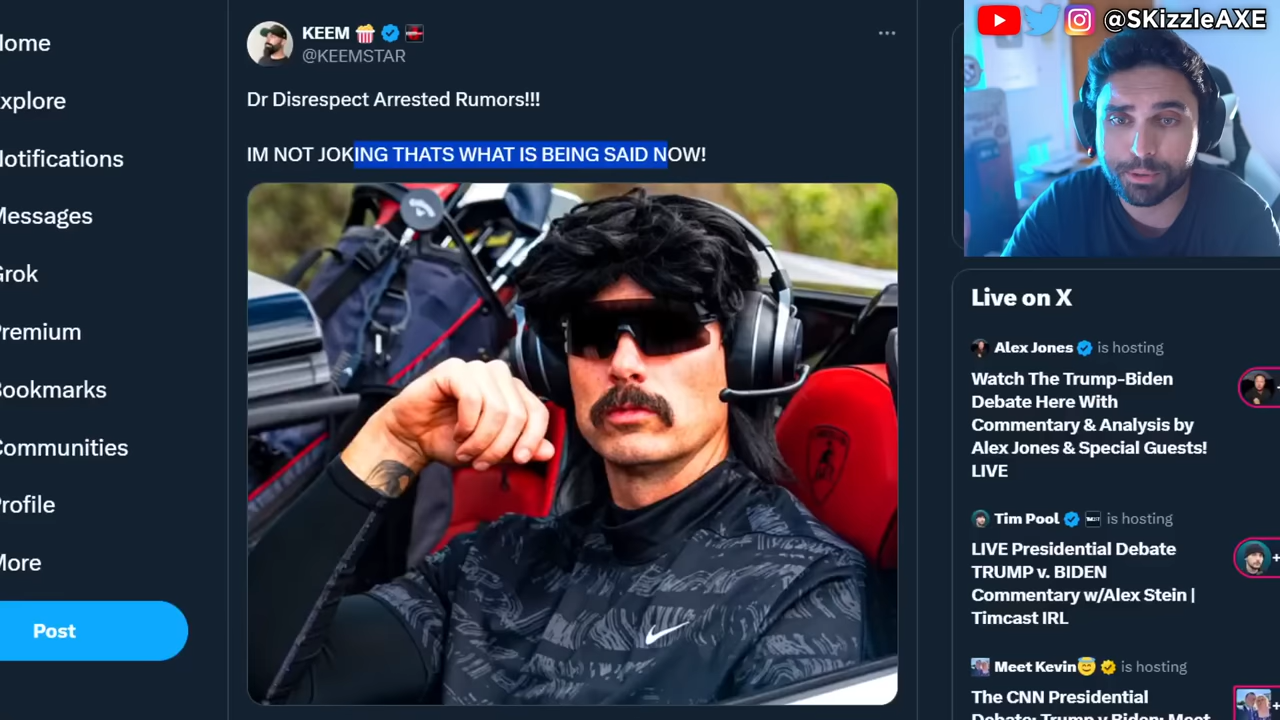 @SKizzleAXE
ome
xplore
otifications
Messages
Grok
Premium
Bookmarks
Communities
Profile
More
Post
KEEM
@KEEMSTAR
Dr Disrespect Arrested Rumors!!!
IM NOT JOKING THATS WHAT IS BEING SAID NOW!
Live on X
Alex Jones is hosting
Watch The Trump-Biden
Debate Here With
Commentary & Analysis by
Alex Jones & Special Guests!
LIVE
Tim Pool is hosting
LIVE Presidential Debate
TRUMP v. BIDEN
Commentary w/Alex Stein |
Timcast IRL
Meet Kevin is hosting
The CNN Presidential
Debate: Trump v Biden: Meet